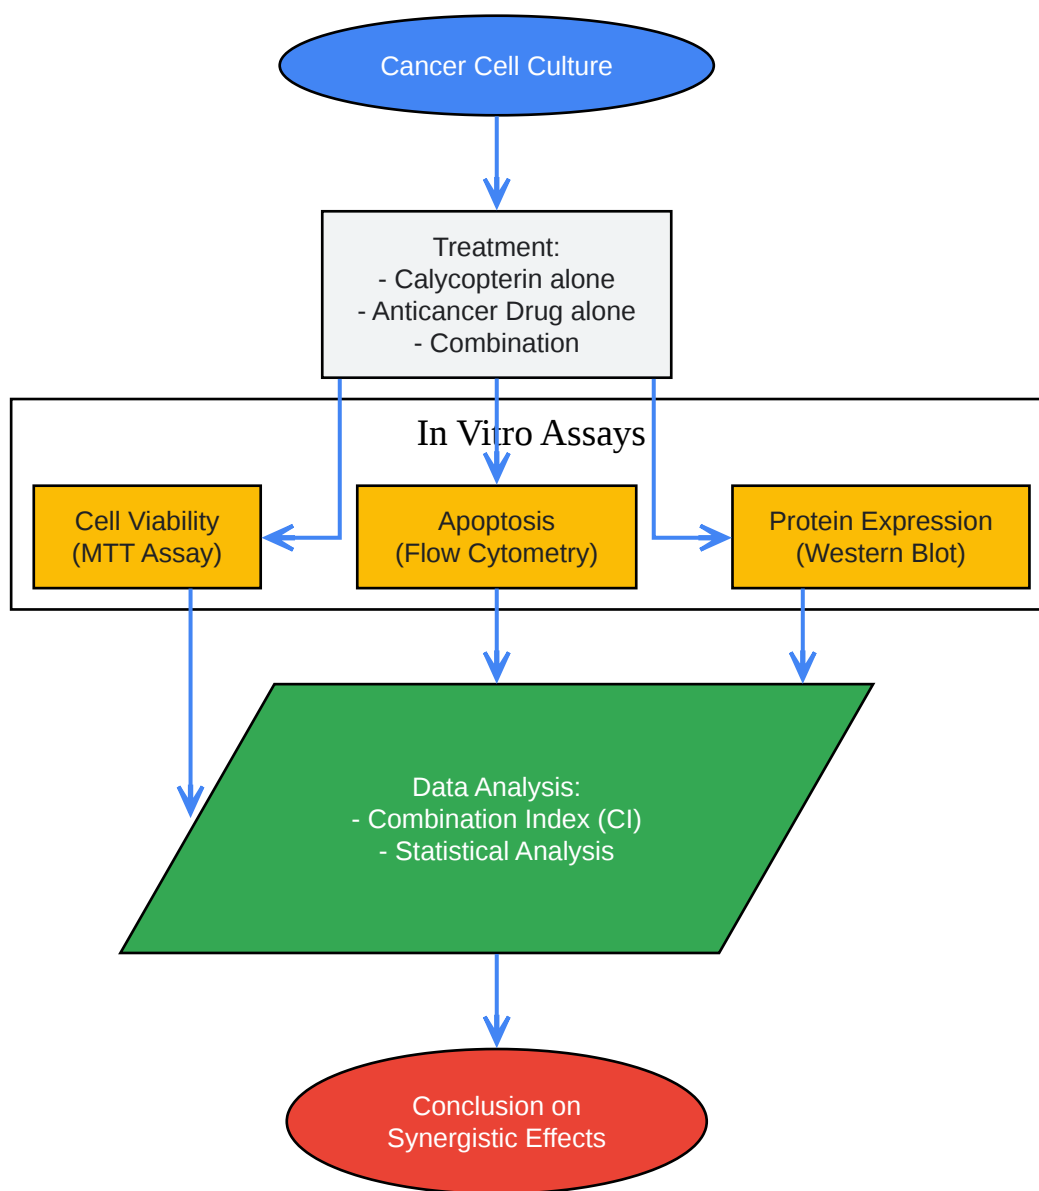 Cancer Cell Culture
Treatment:
- Calycopterin alone
- Anticancer Drug alone
- Combination
In Vitro Assays
Cell Viability
(MTT Assay)
Apoptosis
(Flow Cytometry)
Protein Expression
(Western Blot)
Data Analysis:
- Combination Index (CI)
- Statistical Analysis
Conclusion on
Synergistic Effects